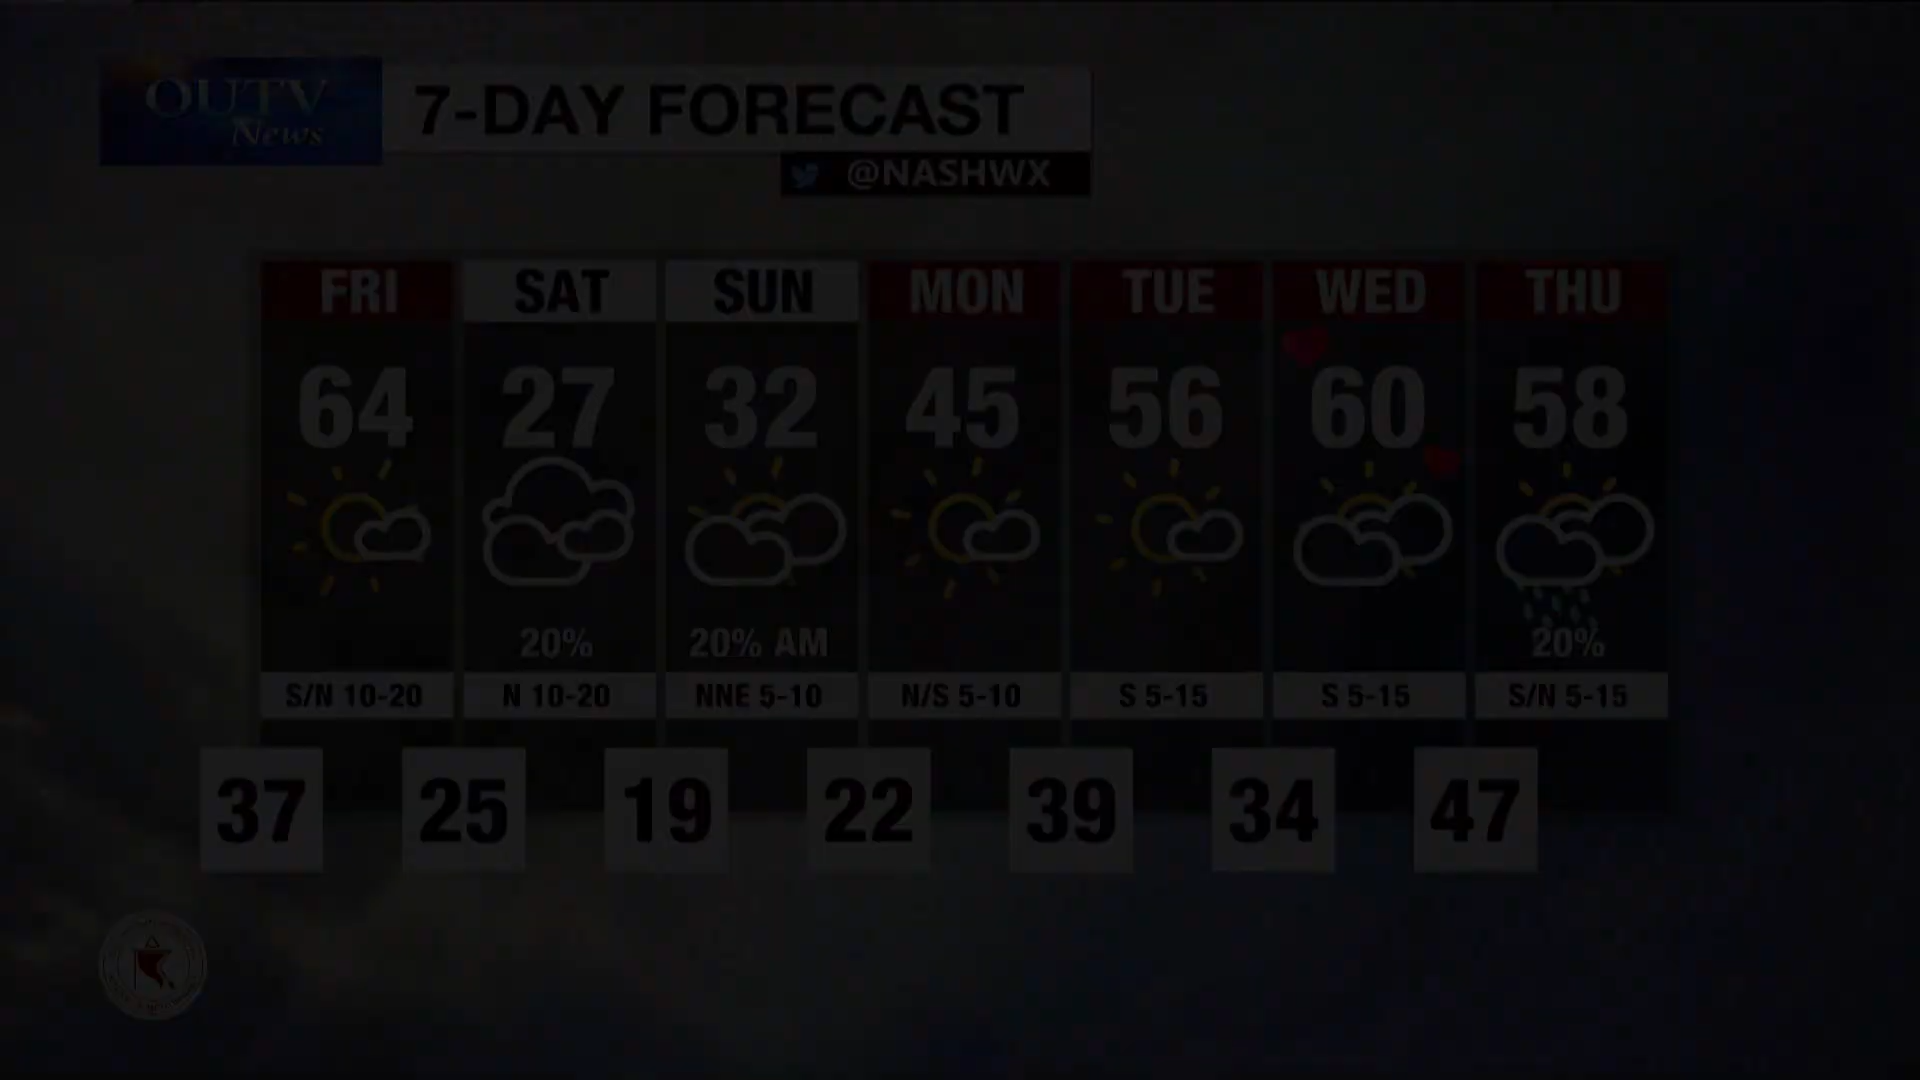 OUTV
News
7-DAY FORECAST
@NASHWX
FRI SAT SUN MON TUE WED THU
64 27 32 45 56 60 58
20% 20% AM 20%
S/N 10-20 N 10-20 NNE 5-10 N/S 5-10 S 5-15 S 5-15 S/N 5-15
37 25 19 22 39 34 47